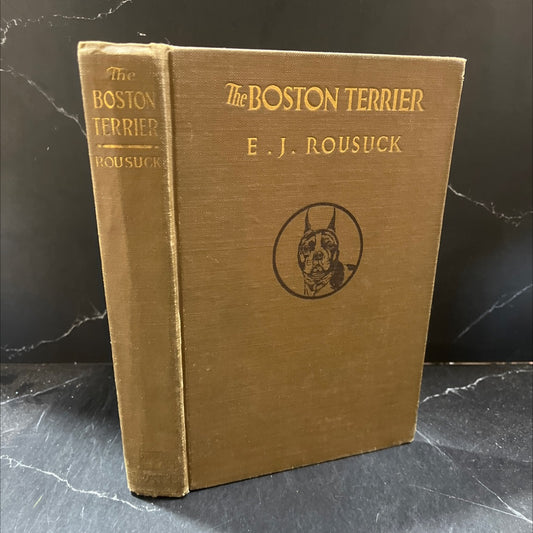 The
BOSTON
TERRIER
ROUSUCK
The BOSTON TERRIER
E. J. ROUSUCK